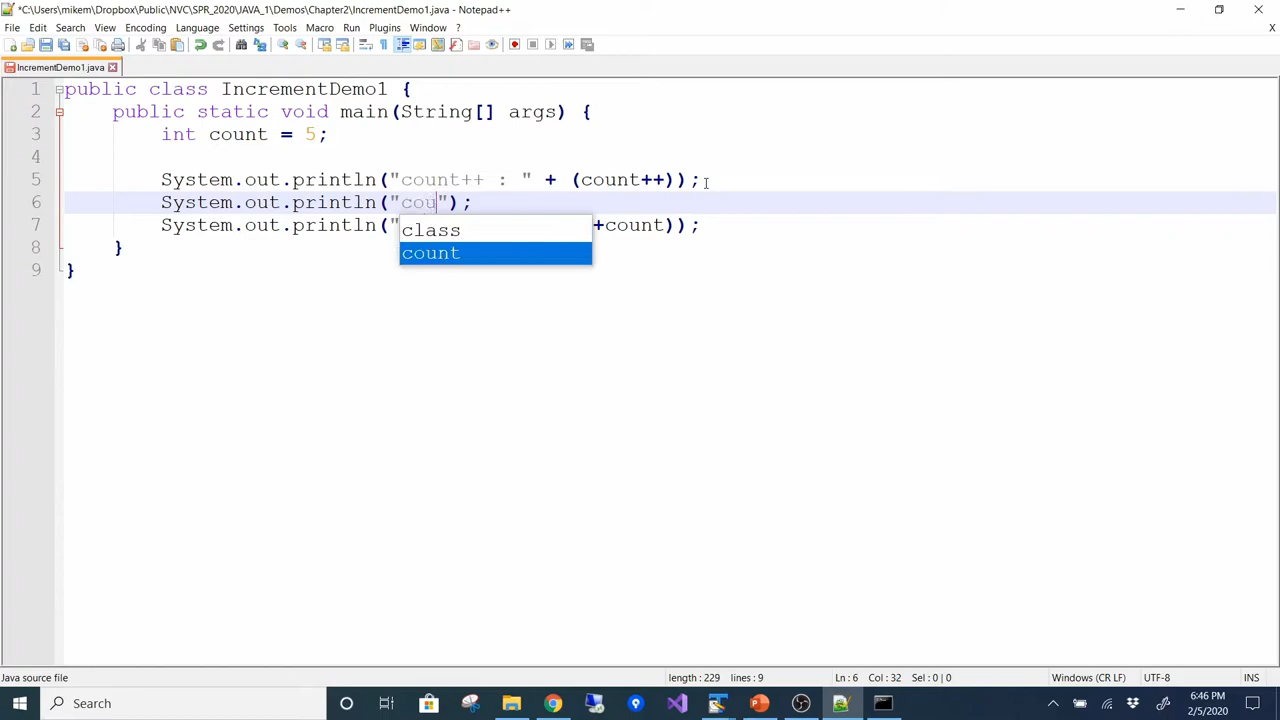 *C:\Users\mikem\Dropbox\Public\NVC\SPR_2020\JAVA_1\Demos\Chapter2\IncrementDemo1.java - Notepad++
File Edit Search View Encoding Language Settings Tools Macro Run Plugins Window ? X
IncrementDemo1.java
1 public class IncrementDemo1 {
2 public static void main(String[] args) {
3 int count = 5;
4
5 System.out.println("count++ : " + (count++));
6 System.out.println("cou");
7 System.out.println(" +count));
class
count
8 }
9 }
Java source file length : 229 lines : 9 Ln : 6 Col : 32 Sel : 0 | 0 Windows (CR LF) UTF-8 INS
Search 6:46 PM
2/5/2020